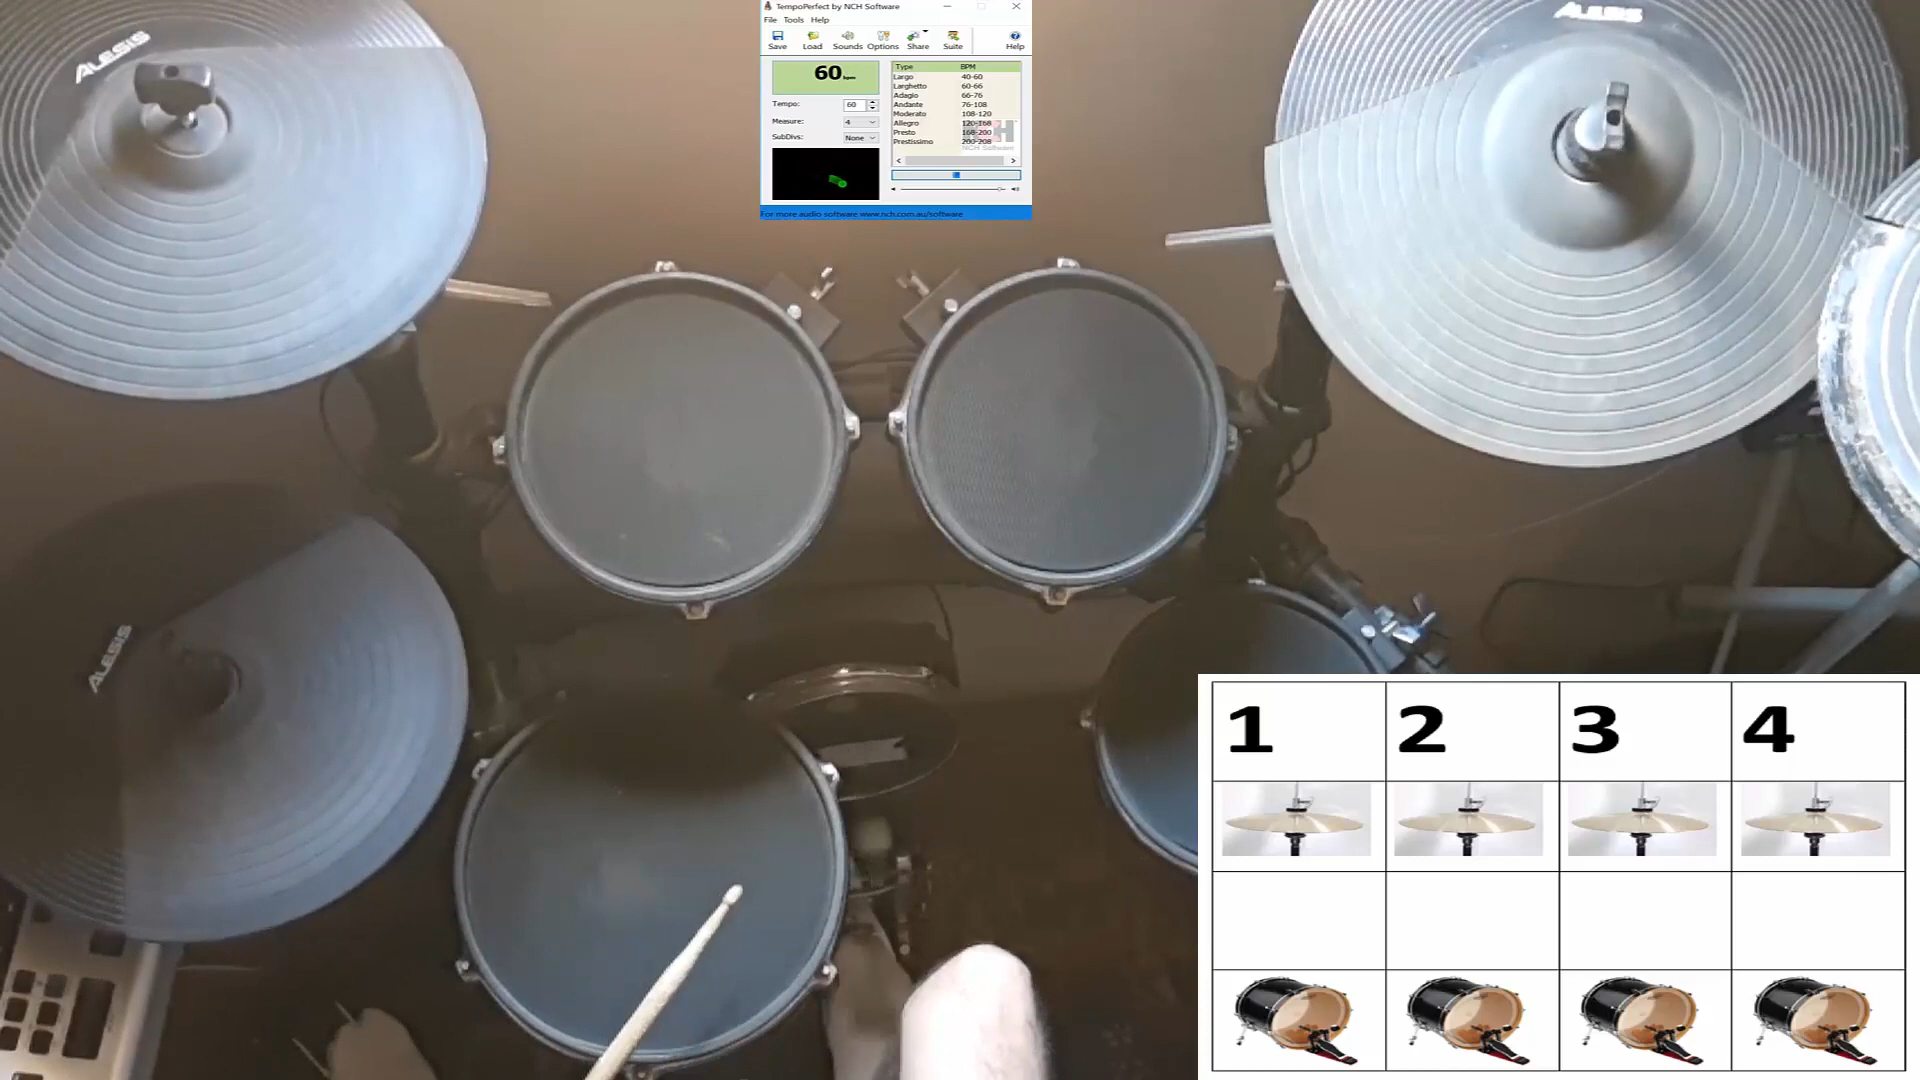 TempoPerfect by NCH Software
File Tools Help
Save Load Sounds Options Share Suite Help
60 bpm
Type BPM
Largo 40-60
Larghetto 60-66
Adagio 66-76
Andante 76-108
Moderato 108-120
Allegro 120-168
Presto 168-200
Prestissimo 200-208
Tempo: 60
Measure: 4
SubDivs: None
NCH Software
For more audio software www.nch.com.au/software
ALESIS
ALESIS
ALESIS
1 2 3 4